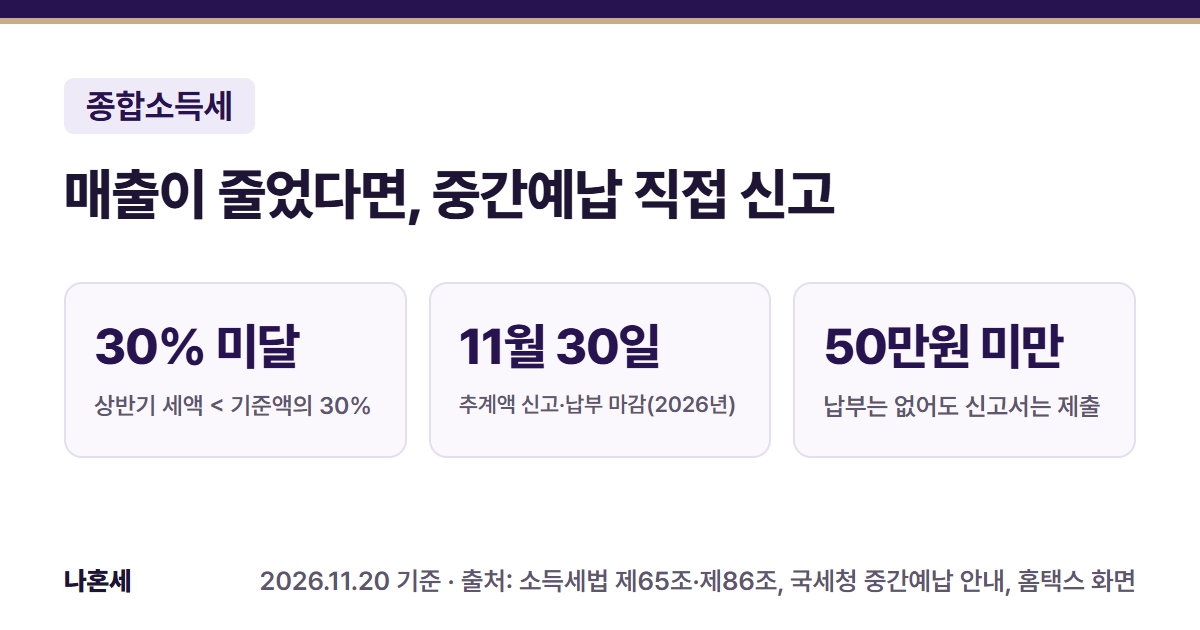 종합소득세
매출이 줄었다면, 중간예납 직접 신고
30% 미달
상반기 세액 < 기준액의 30%
11월 30일
추계액 신고·납부 마감(2026년)
50만원 미만
납부는 없어도 신고서는 제출
나혼세
2026.11.20 기준 · 출처: 소득세법 제65조·제86조, 국세청 중간예납 안내, 홈택스 화면